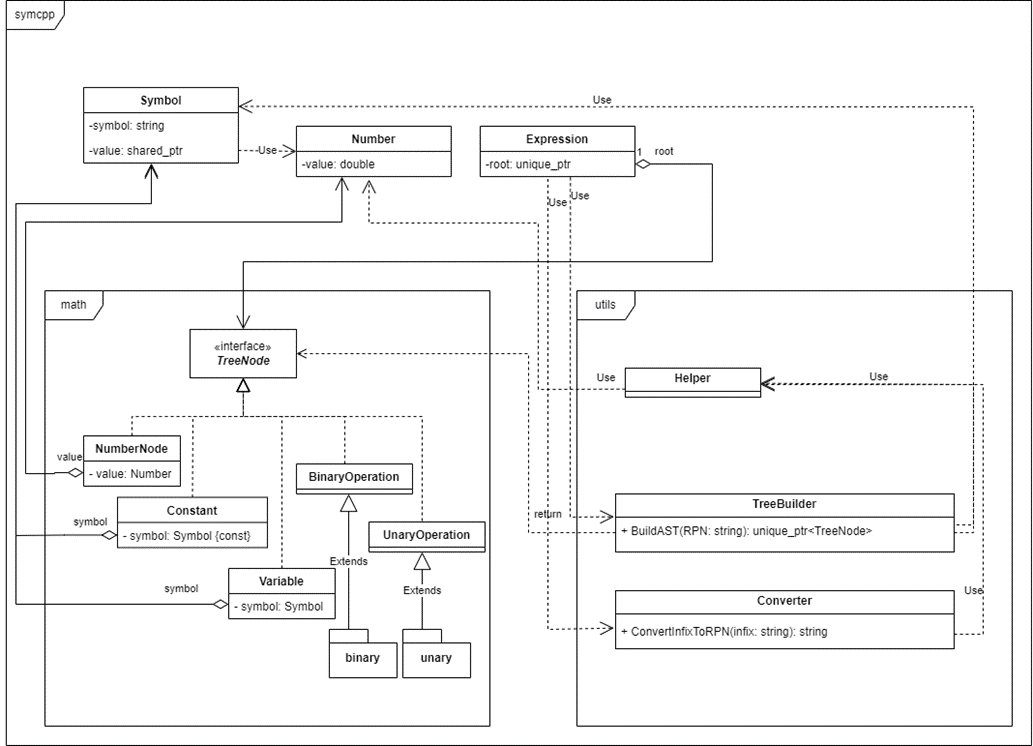 symcpp
Symbol
-symbol: string
-value: shared_ptr
Use
Number
-value: double
Expression
-root: unique_ptr
1
root
Use
Use
Use
math
«interface»
TreeNode
utils
Use
Helper
Use
NumberNode
- value: Number
value
Constant
- symbol: Symbol {const}
symbol
Variable
- symbol: Symbol
symbol
BinaryOperation
UnaryOperation
Extends
Extends
binary
unary
return
TreeBuilder
+ BuildAST(RPN: string): unique_ptr<TreeNode>
Converter
+ ConvertInfixToRPN(infix: string): string
Use